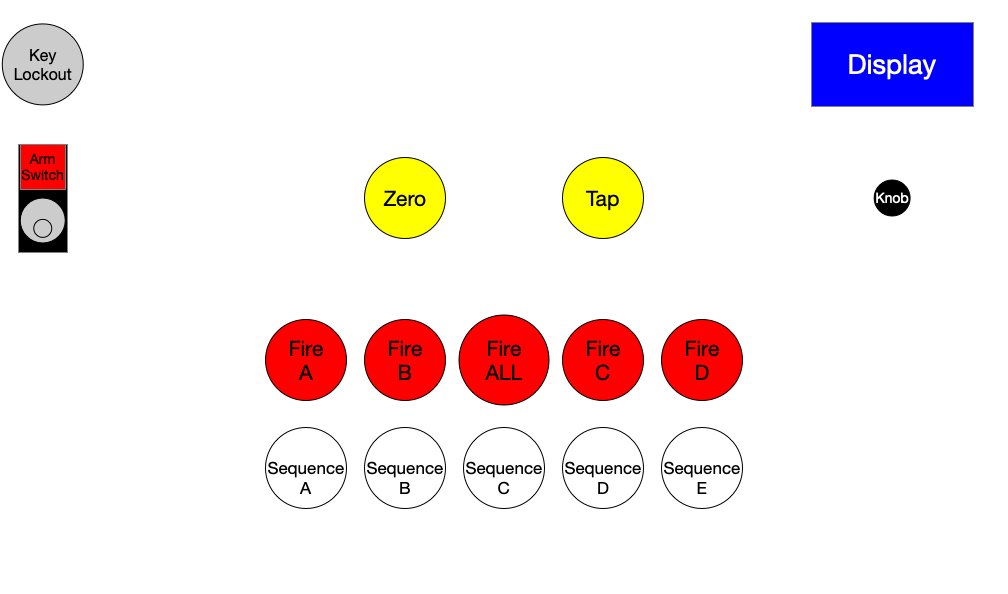 Key
Lockout
Display
Arm
Switch
Zero
Tap
Knob
Fire
A
Fire
B
Fire
ALL
Fire
C
Fire
D
Sequence
A
Sequence
B
Sequence
C
Sequence
D
Sequence
E